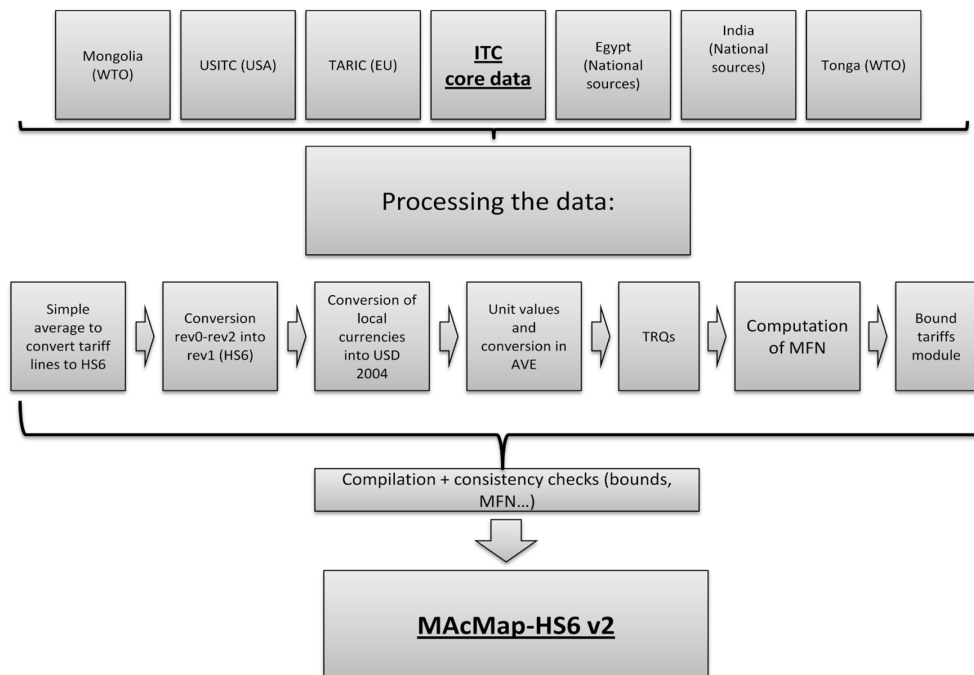 Mongolia
(WTO)
USITC (USA)
TARIC (EU)
ITC
core data
Egypt
(National
sources)
India
(National
sources)
Tonga (WTO)
Processing the data:
Simple
average to
convert tariff
lines to HS6
Conversion
rev0-rev2 into
rev1 (HS6)
Conversion of
local
currencies
into USD
2004
Unit values
and
conversion in
AVE
TRQs
Computation
of MFN
Bound
tariffs
module
Compilation + consistency checks (bounds,
MFN...)
MAcMap-HS6 v2